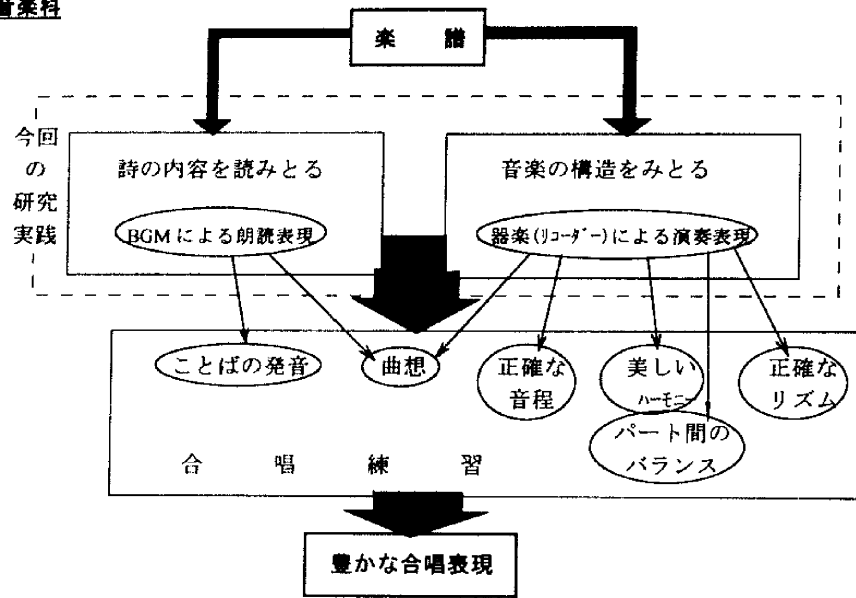 音楽科
楽譜
今回
の
研究
実践
詩の内容を読みとる
BGMによる朗読表現
音楽の構造をみとる
器楽(リコーダー)による演奏表現
ことばの発音
曲想
正確な
音程
美しい
ハーモニー
正確な
リズム
パート間の
バランス
合唱練習
豊かな合唱表現